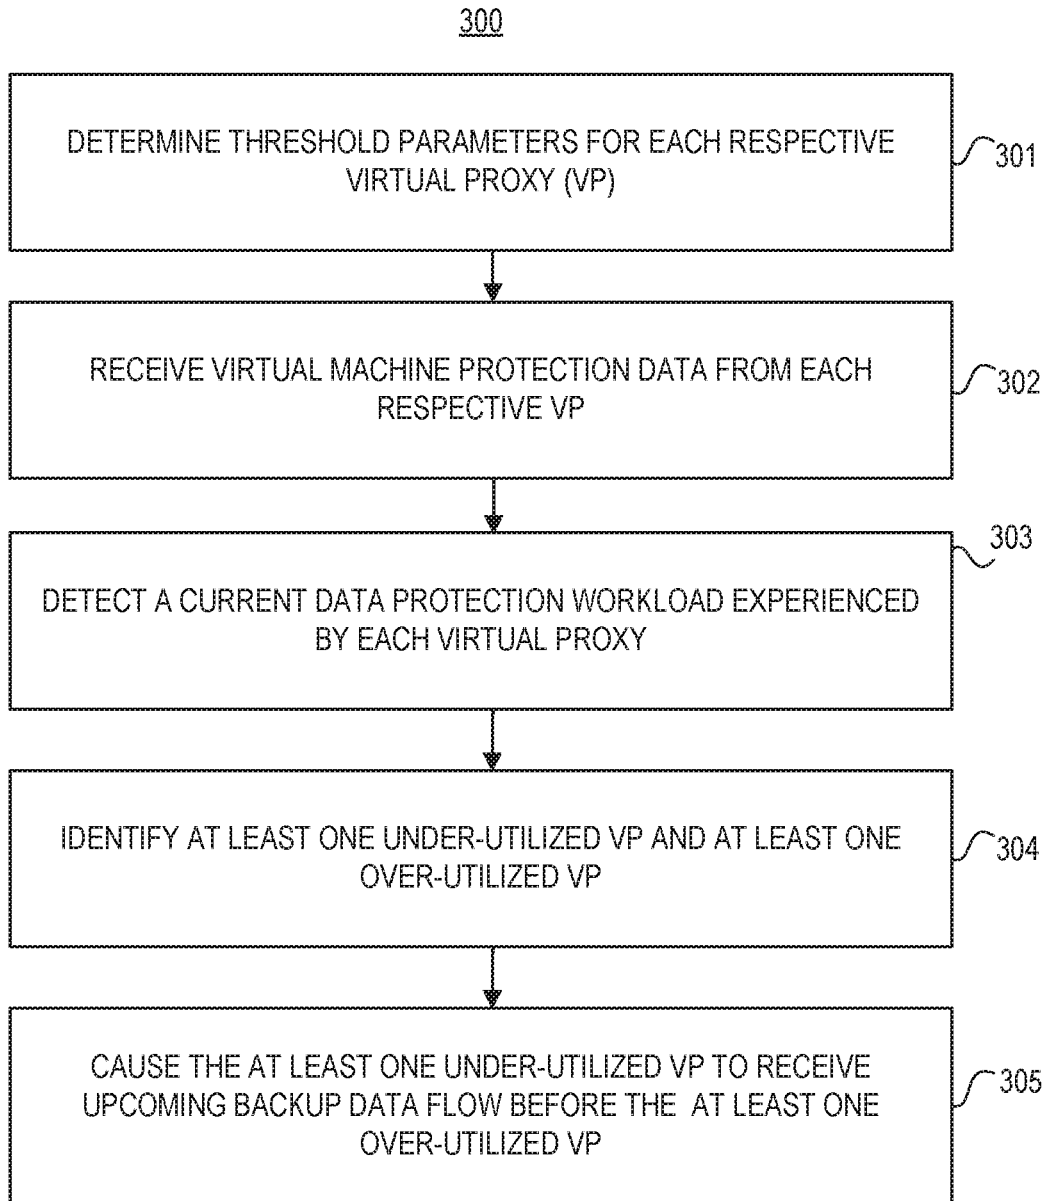 300
DETERMINE THRESHOLD PARAMETERS FOR EACH RESPECTIVE
VIRTUAL PROXY (VP)
301
RECEIVE VIRTUAL MACHINE PROTECTION DATA FROM EACH
RESPECTIVE VP
302
DETECT A CURRENT DATA PROTECTION WORKLOAD EXPERIENCED
BY EACH VIRTUAL PROXY
303
IDENTIFY AT LEAST ONE UNDER-UTILIZED VP AND AT LEAST ONE
OVER-UTILIZED VP
304
CAUSE THE AT LEAST ONE UNDER-UTILIZED VP TO RECEIVE
UPCOMING BACKUP DATA FLOW BEFORE THE AT LEAST ONE
OVER-UTILIZED VP
305